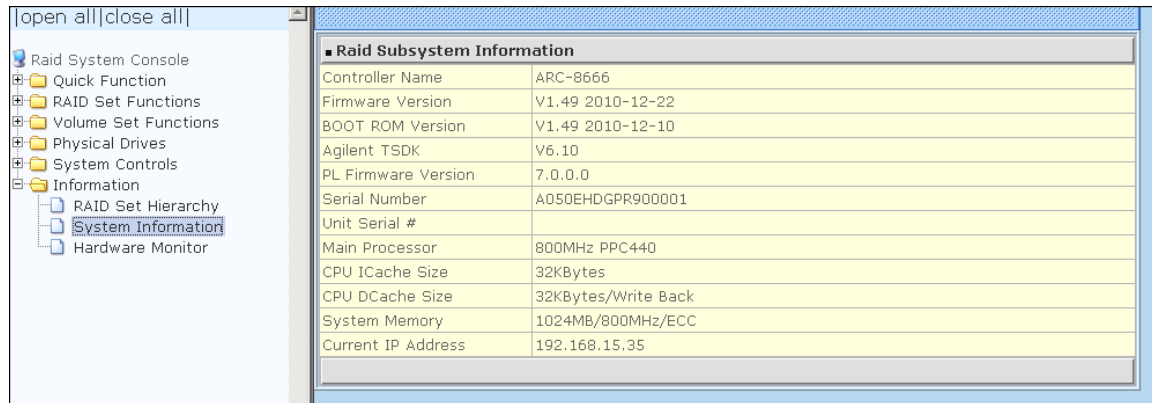 |open all|close all|
Raid System Console
Quick Function
RAID Set Functions
Volume Set Functions
Physical Drives
System Controls
Information
RAID Set Hierarchy
System Information
Hardware Monitor
Raid Subsystem Information
Controller Name ARC-8666
Firmware Version V1.49 2010-12-22
BOOT ROM Version V1.49 2010-12-10
Agilent TSDK V6.10
PL Firmware Version 7.0.0.0
Serial Number A050EHDGPR900001
Unit Serial #
Main Processor 800MHz PPC440
CPU ICache Size 32KBytes
CPU DCache Size 32KBytes/Write Back
System Memory 1024MB/800MHz/ECC
Current IP Address 192.168.15.35